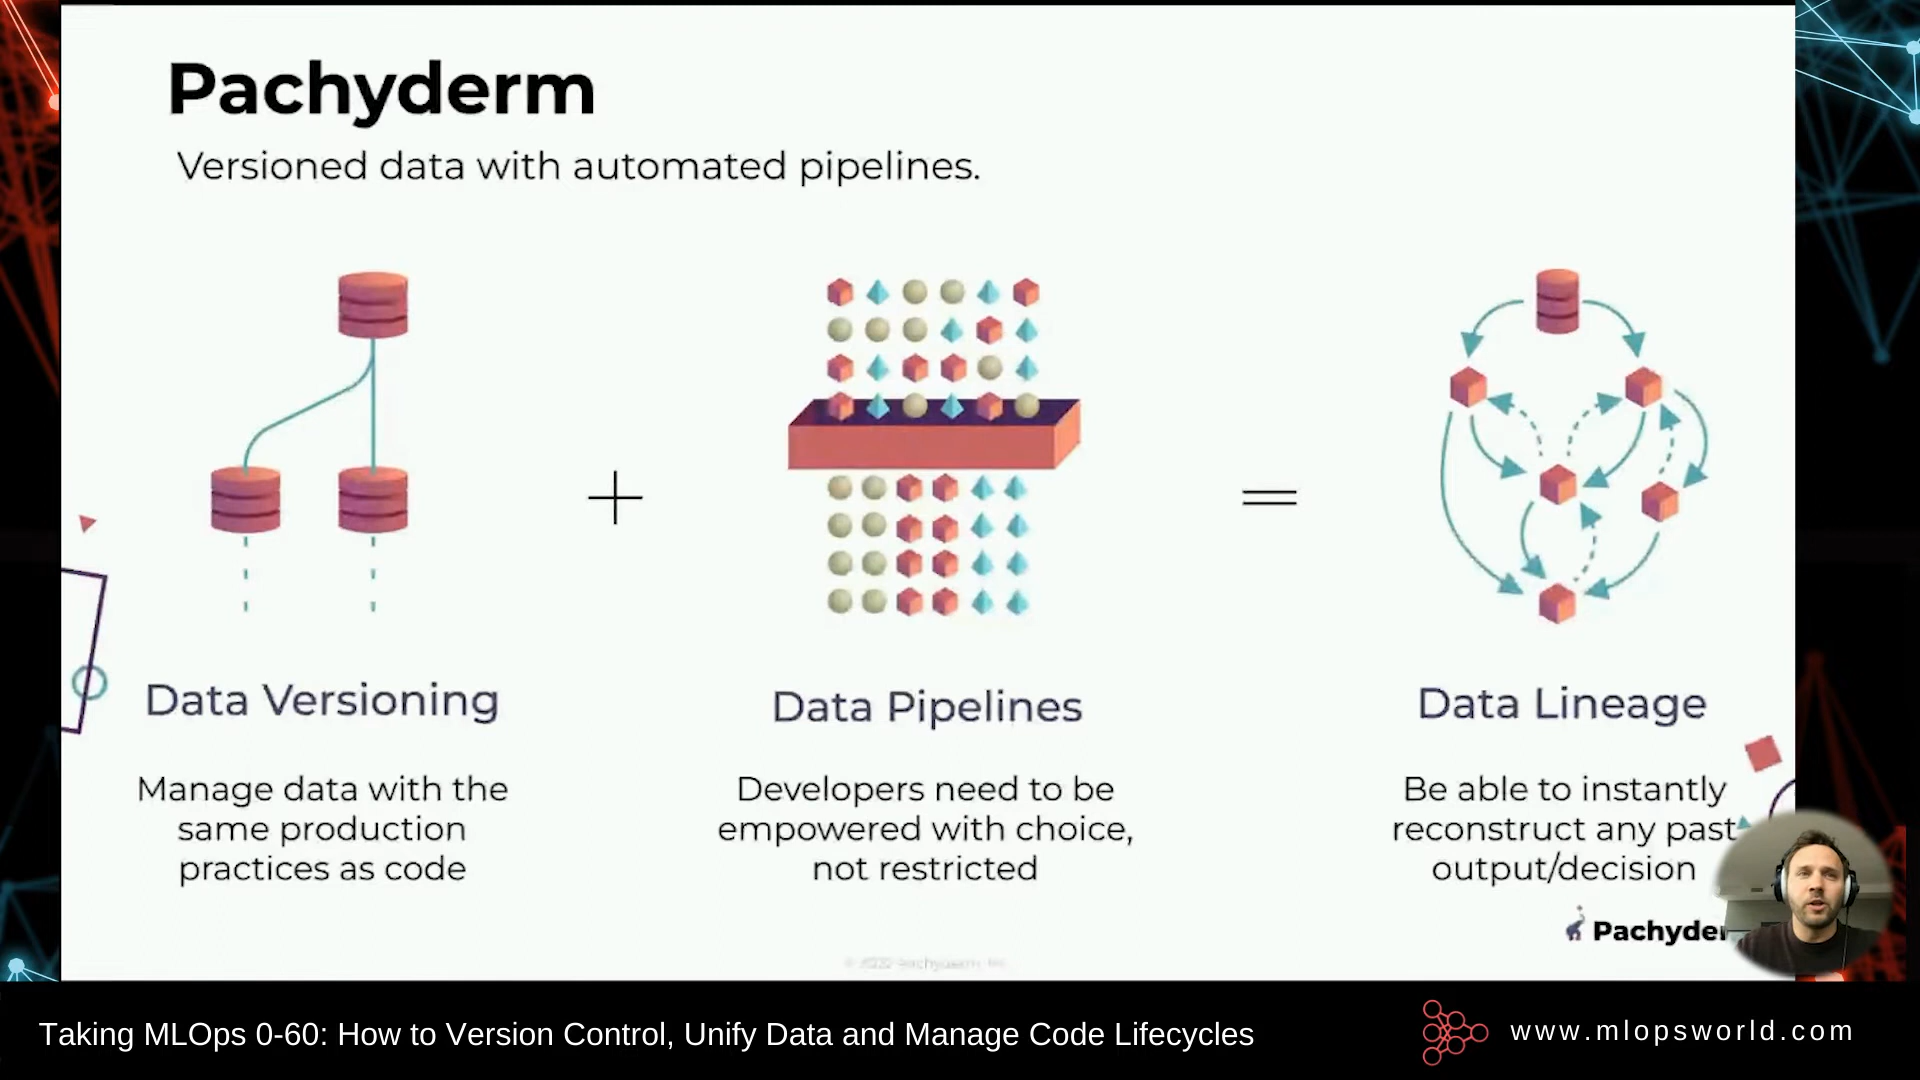 Pachyderm
Versioned data with automated pipelines.
Data Versioning
Manage data with the
same production
practices as code
Data Pipelines
Developers need to be
empowered with choice,
not restricted
Data Lineage
Be able to instantly
reconstruct any past
output/decision
Taking MLOps 0-60: How to Version Control, Unify Data and Manage Code Lifecycles
www.mlopsworld.com